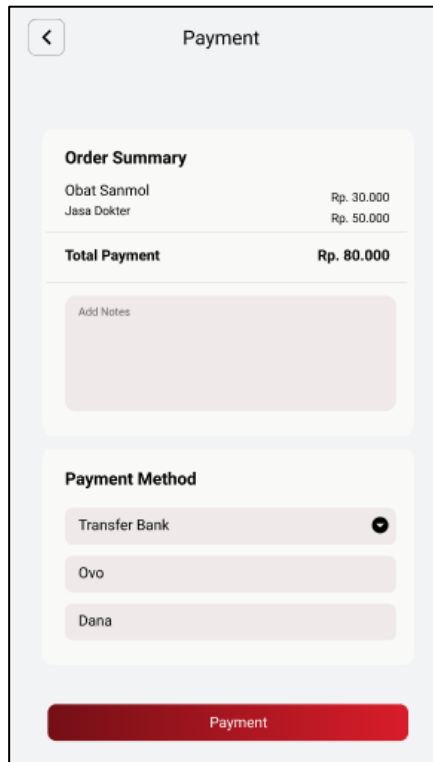 Payment
Order Summary
Obat Sanmol Rp. 30.000
Jasa Dokter Rp. 50.000
Total Payment Rp. 80.000
Add Notes
Payment Method
Transfer Bank
Ovo
Dana
Payment